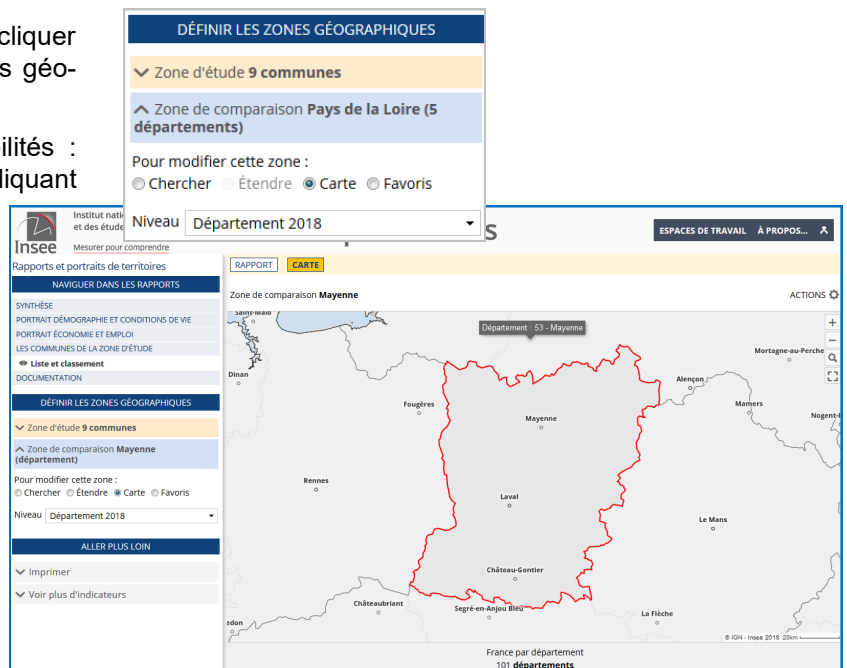 cliquer
s géo-
ilités :
liquant
DÉFINIR LES ZONES GÉOGRAPHIQUES
Zone d'étude 9 communes
Zone de comparaison Pays de la Loire (5
départements)
Pour modifier cette zone :
Chercher Étendre Carte Favoris
Niveau Département 2018
Institut nati
et des étude
Insee Mesurer pour comprendre
s
ESPACES DE TRAVAIL À PROPOS...
Rapports et portraits de territoires
RAPPORT CARTE
NAVIGUER DANS LES RAPPORTS
Zone de comparaison Mayenne
ACTIONS
SYNTHÈSE
PORTRAIT DÉMOGRAPHIE ET CONDITIONS DE VIE
PORTRAIT ÉCONOMIE ET EMPLOI
LES COMMUNES DE LA ZONE D'ÉTUDE
Liste et classement
DOCUMENTATION
DÉFINIR LES ZONES GÉOGRAPHIQUES
Zone d'étude 9 communes
Zone de comparaison Mayenne
(département)
Pour modifier cette zone :
Chercher Étendre Carte Favoris
Niveau Département 2018
ALLER PLUS LOIN
Imprimer
Voir plus d'indicateurs
Saint-Malo
Département : 53 - Mayenne
Mortagne-au-Perche
Dinan
Alençon
Fougères
Mamers
Mayenne
Nogent-l
Rennes
Laval
Le Mans
Château-Gontier
Châteaubriant
Segré-en-Anjou Bleu
La Flèche
edon
© IGN - Insee 2018 20km
France par département
101 départements